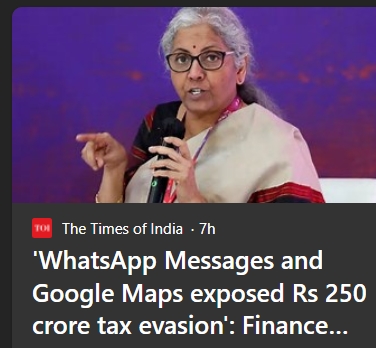 TOI The Times of India · 7h
'WhatsApp Messages and
Google Maps exposed Rs 250
crore tax evasion': Finance...